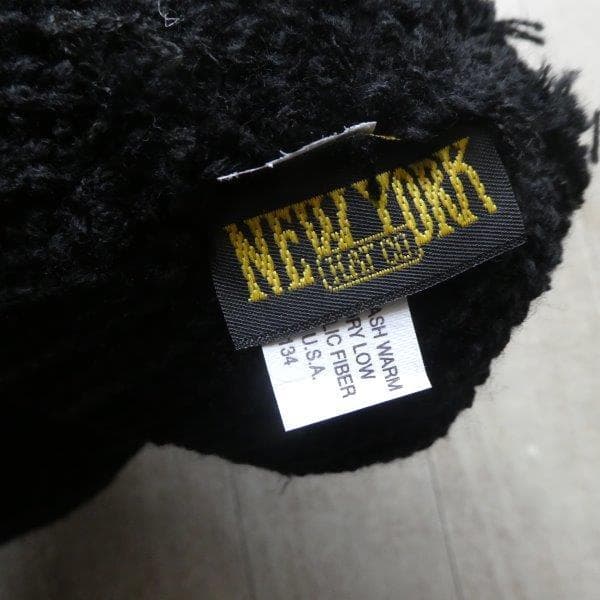 NEW YORK
HAT CO
ASH WARM
RY LOW
LIC FIBER
U.S.A.
134